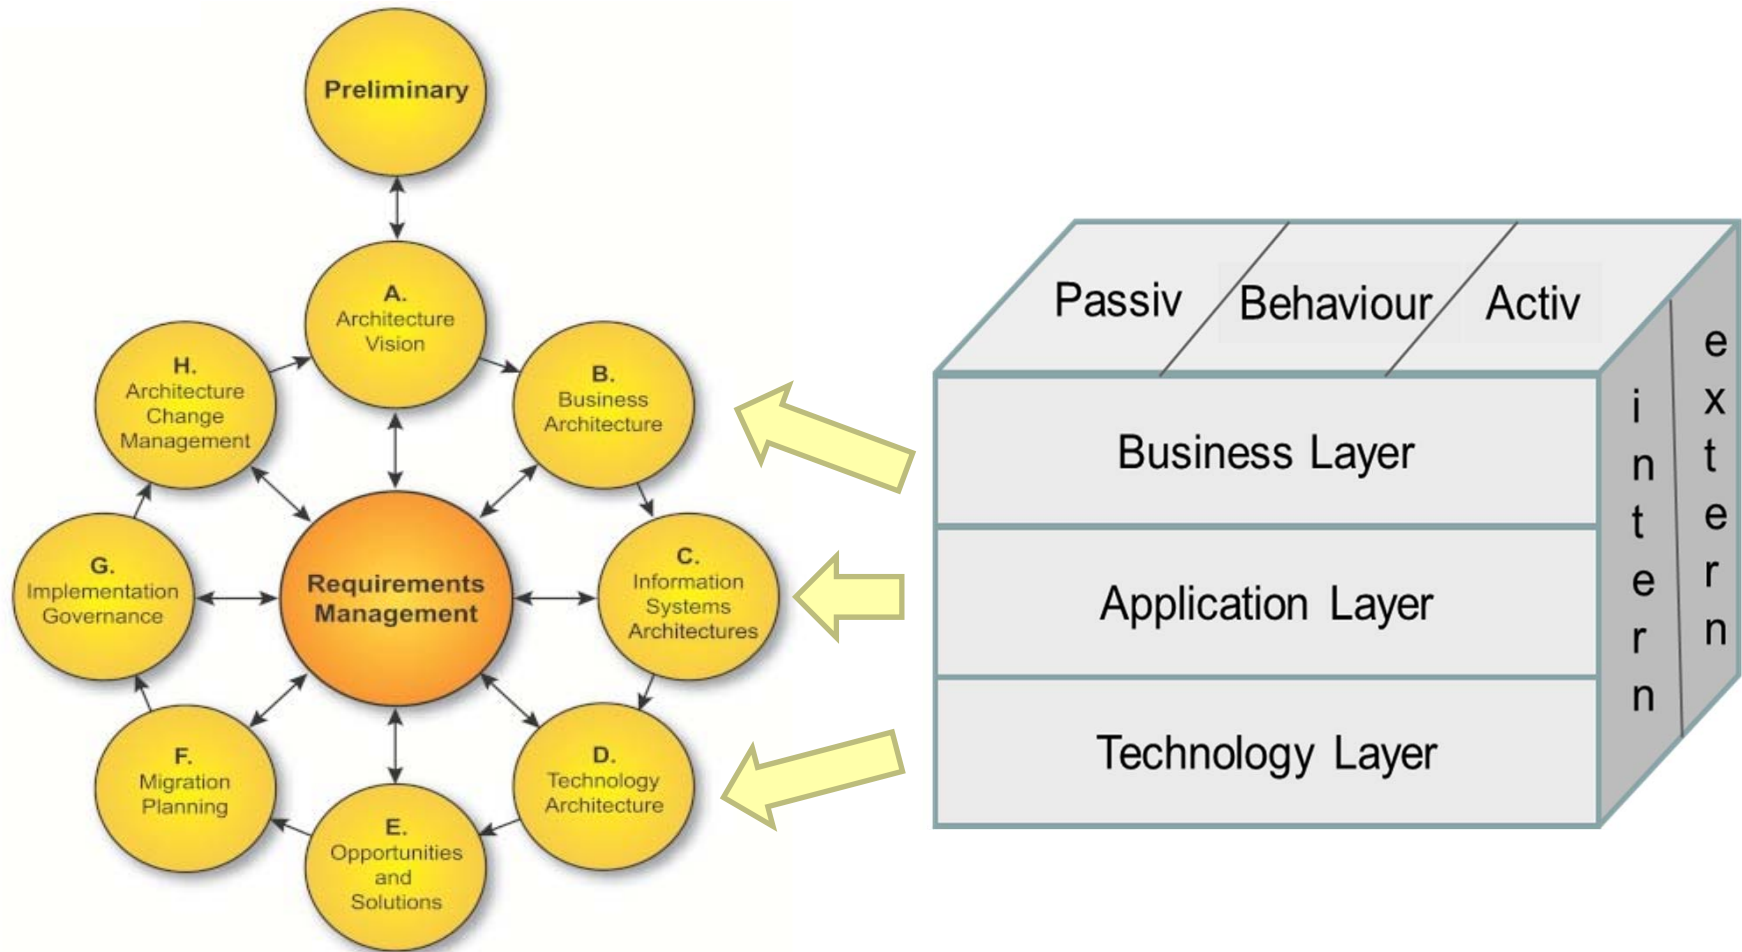 Preliminary
A.
Architecture
Vision
B.
Business
Architecture
C.
Information
Systems
Architectures
D.
Technology
Architecture
E.
Opportunities
and
Solutions
F.
Migration
Planning
G.
Implementation
Governance
H.
Architecture
Change
Management
Requirements
Management
Passiv
Behaviour
Activ
Business Layer
Application Layer
Technology Layer
intern
extern